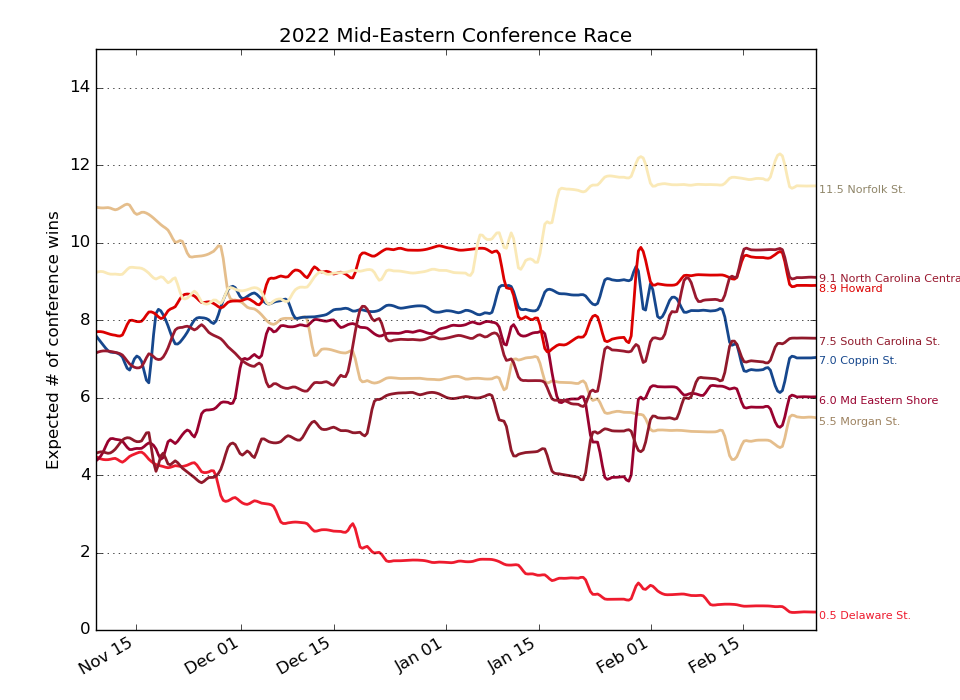 2022 Mid-Eastern Conference Race
Expected # of conference wins
14
12
10
8
6
4
2
0
Nov 15
Dec 01
Dec 15
Jan 01
Jan 15
Feb 01
Feb 15
11.5 Norfolk St.
9.1 North Carolina Centra
8.9 Howard
7.5 South Carolina St.
7.0 Coppin St.
6.0 Md Eastern Shore
5.5 Morgan St.
0.5 Delaware St.